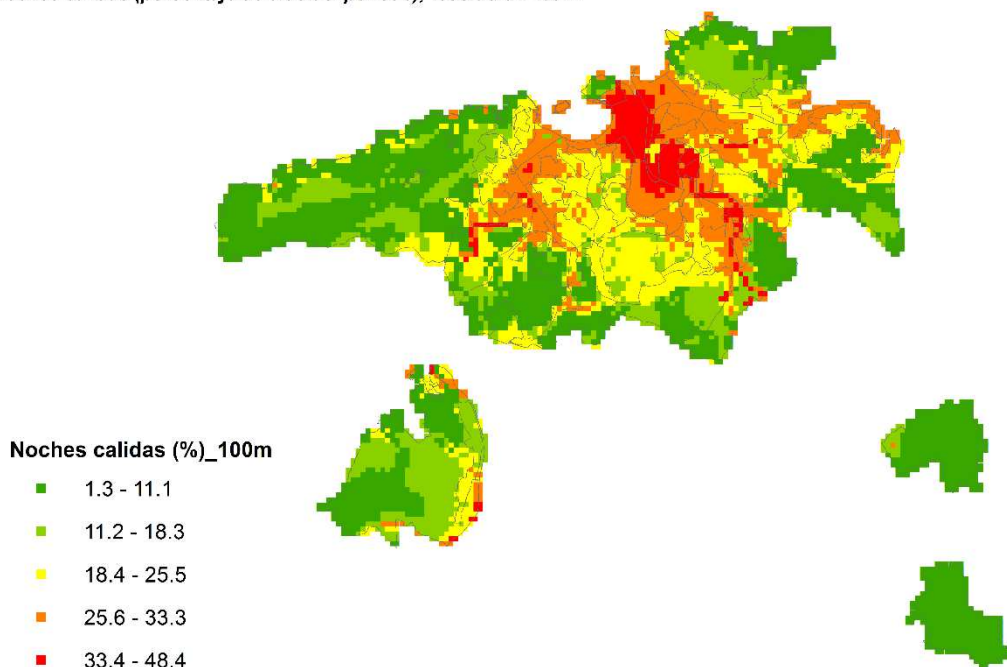 Noches calidas (%)_100m
1.3 - 11.1
11.2 - 18.3
18.4 - 25.5
25.6 - 33.3
33.4 - 48.4